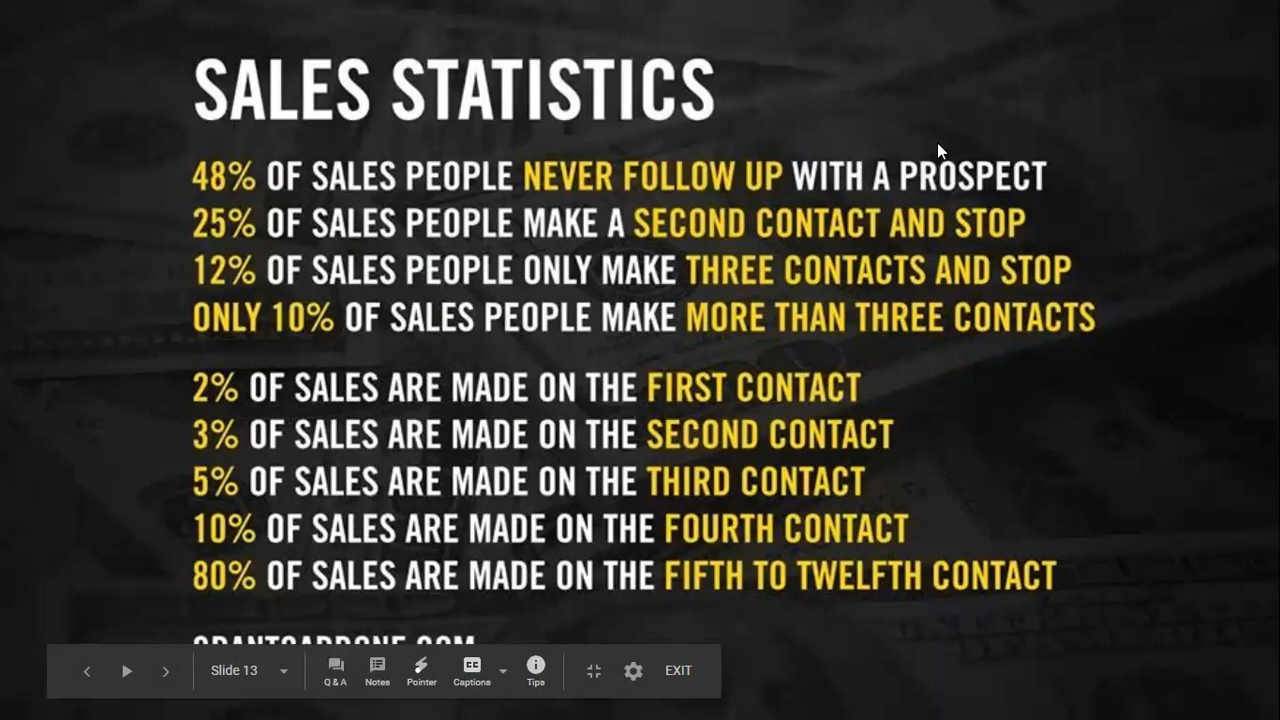 SALES STATISTICS
48% OF SALES PEOPLE NEVER FOLLOW UP WITH A PROSPECT
25% OF SALES PEOPLE MAKE A SECOND CONTACT AND STOP
12% OF SALES PEOPLE ONLY MAKE THREE CONTACTS AND STOP
ONLY 10% OF SALES PEOPLE MAKE MORE THAN THREE CONTACTS
2% OF SALES ARE MADE ON THE FIRST CONTACT
3% OF SALES ARE MADE ON THE SECOND CONTACT
5% OF SALES ARE MADE ON THE THIRD CONTACT
10% OF SALES ARE MADE ON THE FOURTH CONTACT
80% OF SALES ARE MADE ON THE FIFTH TO TWELFTH CONTACT
Slide 13 Q & A Notes Pointer CC Captions Tips EXIT